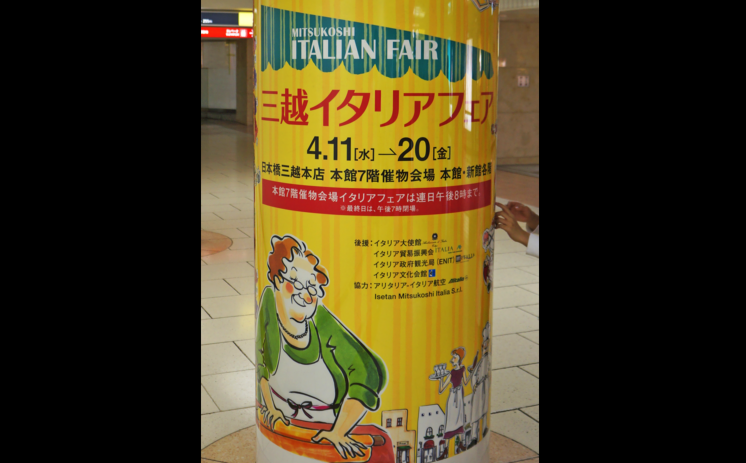 MITSUKOSHI
ITALIAN FAIR
三越イタリアフェア
4.11[水]→20[金]
日本橋三越本店 本館7階催物会場 本館・新館各階
本館7階催物会場イタリアフェアは連日午後8時まで。
※最終日は、午後7時閉場。
後援:イタリア大使館
イタリア貿易振興会
イタリア政府観光局(ENIT)
イタリア文化会館
協力:アリタリア-イタリア航空 Alitalia
Isetan Mitsukoshi Italia S.r.l.